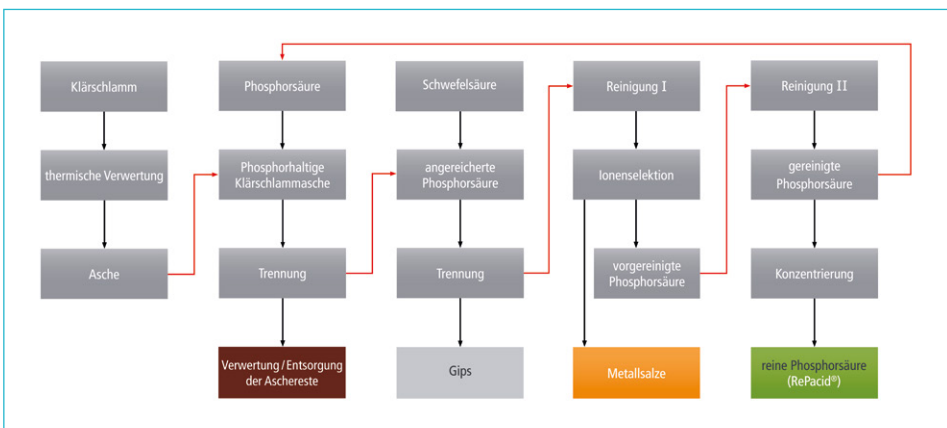 Klärschlamm
thermische Verwertung
Asche
Phosphorsäure
Phosphorhaltige
Klärschlammasche
Trennung
Verwertung/Entsorgung
der Aschereste
Schwefelsäure
angereicherte
Phosphorsäure
Trennung
Gips
Reinigung I
Ionenselektion
vorgereinigte
Phosphorsäure
Metallsalze
Reinigung II
gereinigte
Phosphorsäure
Konzentrierung
reine Phosphorsäure
(RePacid®)